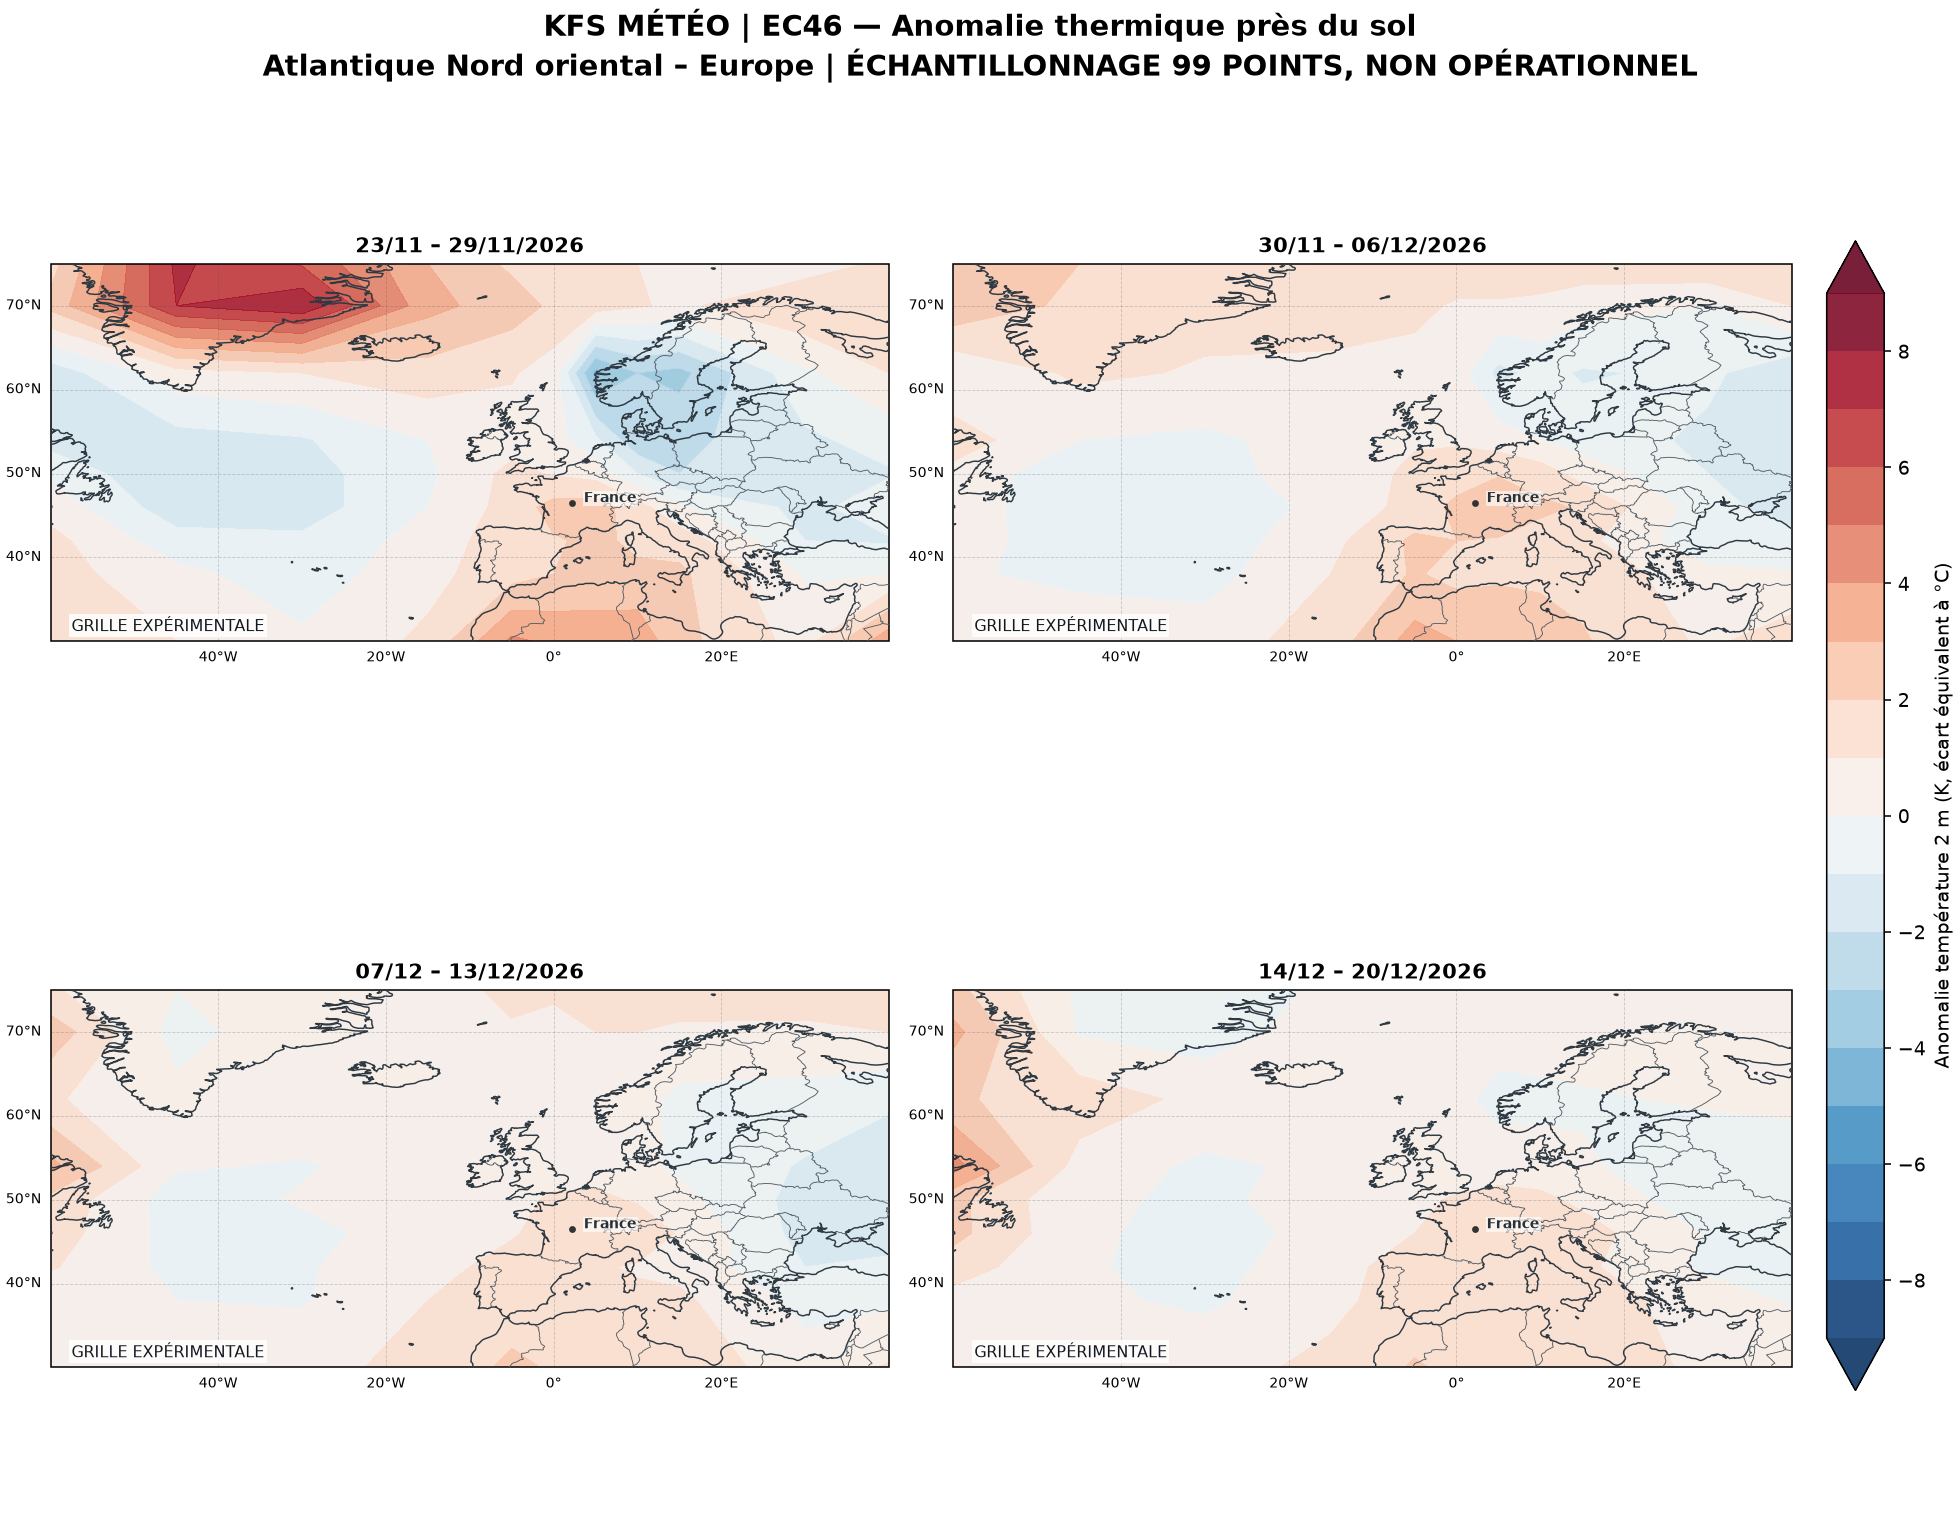 KFS MÉTÉO | EC46 — Anomalie thermique près du sol
Atlantique Nord oriental – Europe | ÉCHANTILLONNAGE 99 POINTS, NON OPÉRATIONNEL
23/11 – 29/11/2026
70°N
60°N
50°N
40°N
France
GRILLE EXPÉRIMENTALE
40°W 20°W 0° 20°E
30/11 – 06/12/2026
70°N
60°N
50°N
40°N
France
GRILLE EXPÉRIMENTALE
40°W 20°W 0° 20°E
07/12 – 13/12/2026
70°N
60°N
50°N
40°N
France
GRILLE EXPÉRIMENTALE
40°W 20°W 0° 20°E
14/12 – 20/12/2026
70°N
60°N
50°N
40°N
France
GRILLE EXPÉRIMENTALE
40°W 20°W 0° 20°E
8
6
4
2
0
−2
−4
−6
−8
Anomalie température 2 m (K, écart équivalent à °C)